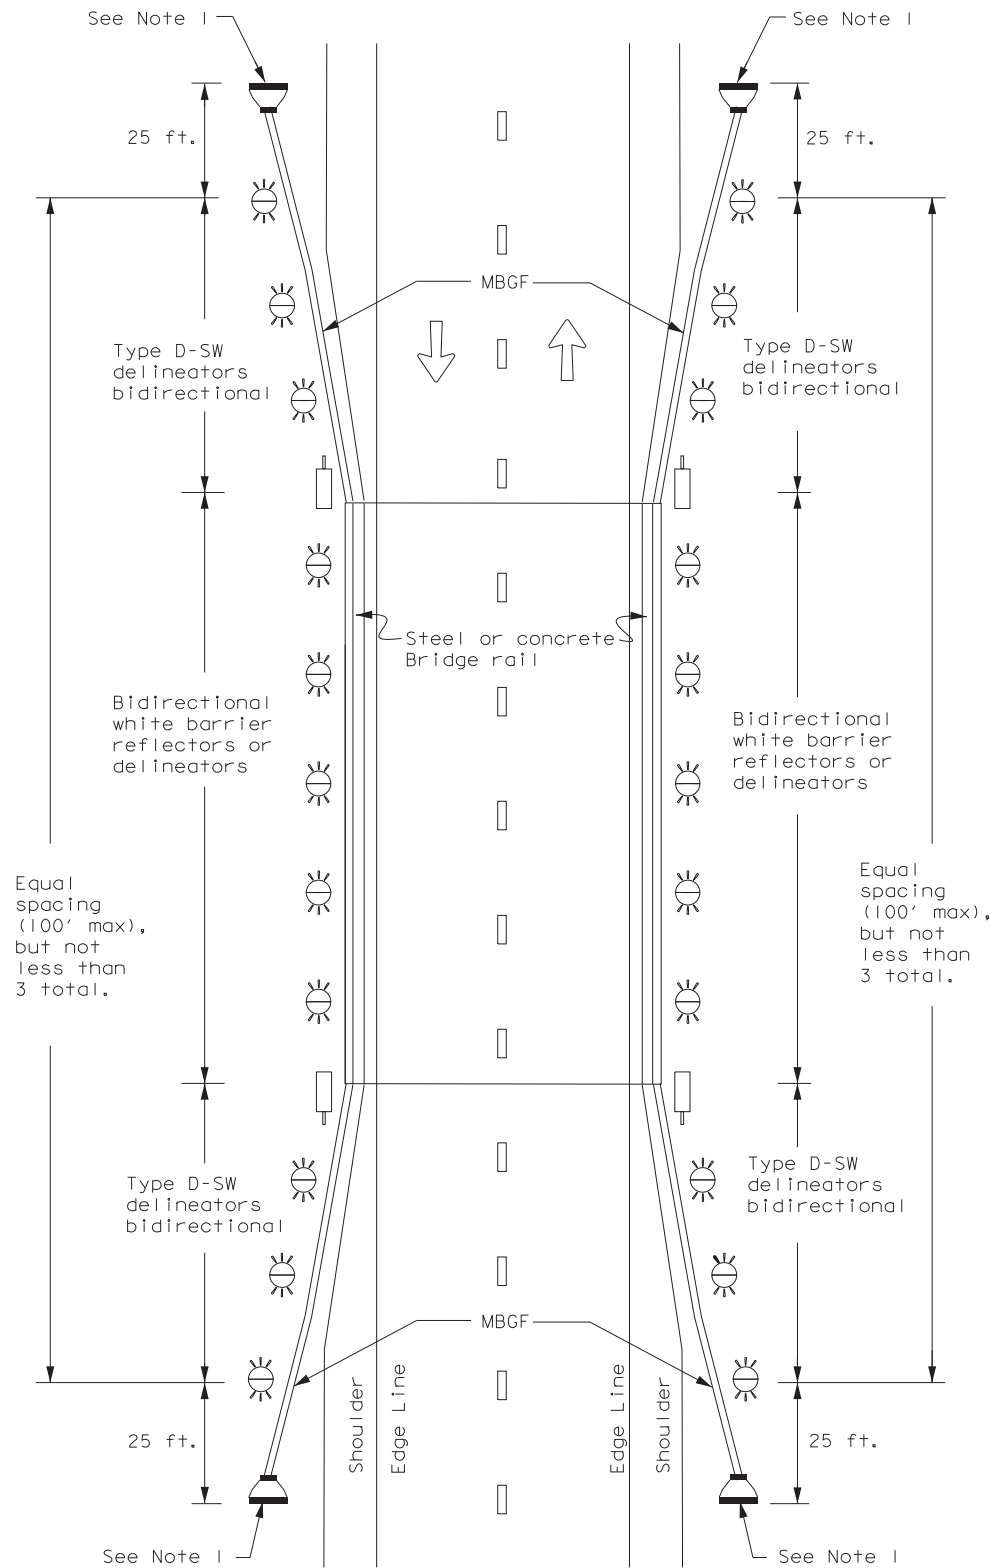 See Note 1
See Note 1
25 ft.
25 ft.
MBGF
Type D-SW
delineators
bidirectional
Type D-SW
delineators
bidirectional
Steel or concrete
Bridge rail
Bidirectional
white barrier
reflectors or
delineators
Bidirectional
white barrier
reflectors or
delineators
Equal
spacing
(100' max),
but not
less than
3 total.
Equal
spacing
(100' max),
but not
less than
3 total.
Type D-SW
delineators
bidirectional
Type D-SW
delineators
bidirectional
MBGF
Shoulder
Edge Line
Edge Line
Shoulder
25 ft.
25 ft.
See Note 1
See Note 1